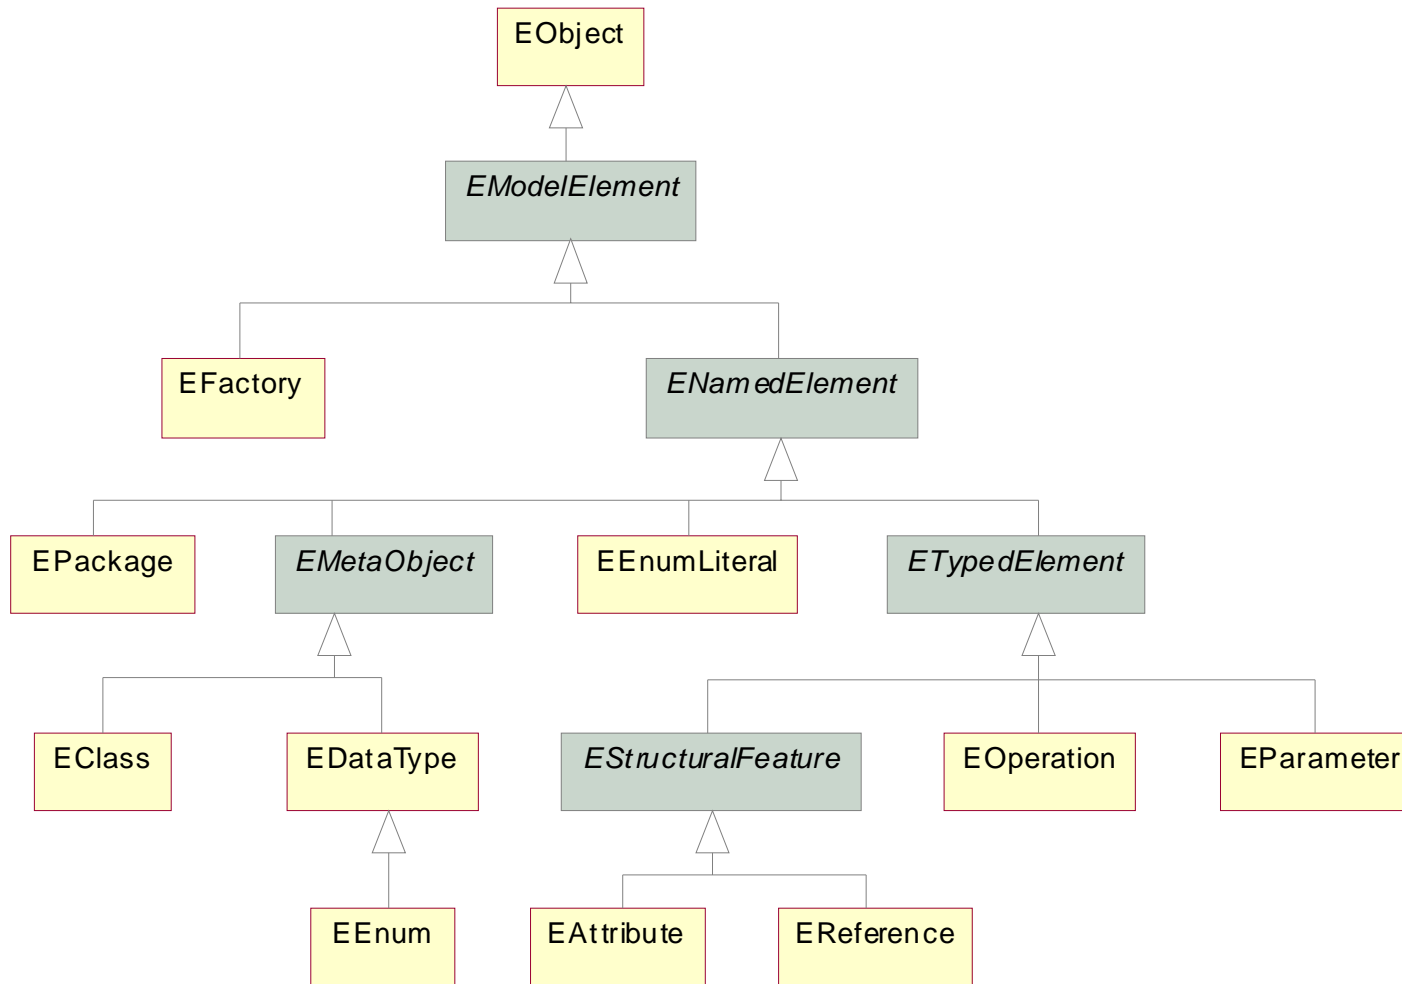 EObject
EModelElement
EFactory
ENamedElement
EPackage
EMetaObject
EEnumLiteral
ETypedElement
EClass
EDataType
EStructuralFeature
EOperation
EParameter
EEnum
EAttribute
EReference